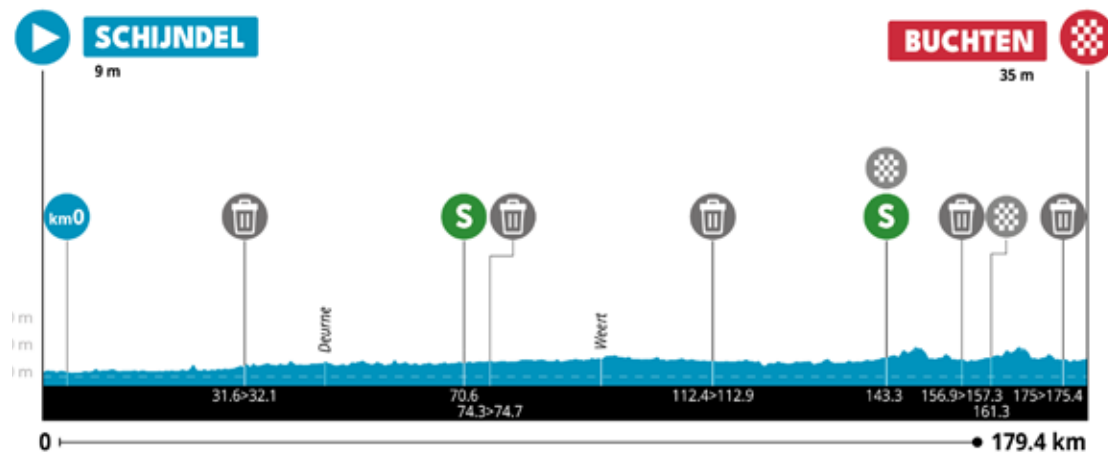 SCHIJNDEL
9 m
BUCHTEN
35 m
km0
S
S
Deurne
Weert
31.6>32.1
70.6
74.3>74.7
112.4>112.9
143.3
156.9>157.3
161.3
175>175.4
0
179.4 km